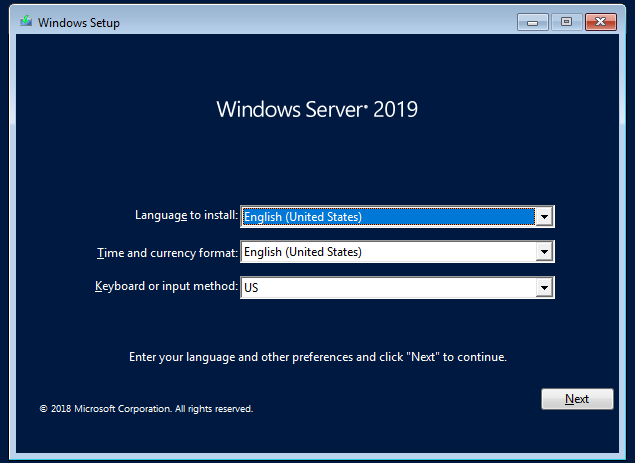 Windows Setup
Windows Server® 2019
Language to install: English (United States)
Time and currency format: English (United States)
Keyboard or input method: US
Enter your language and other preferences and click "Next" to continue.
Next
© 2018 Microsoft Corporation. All rights reserved.